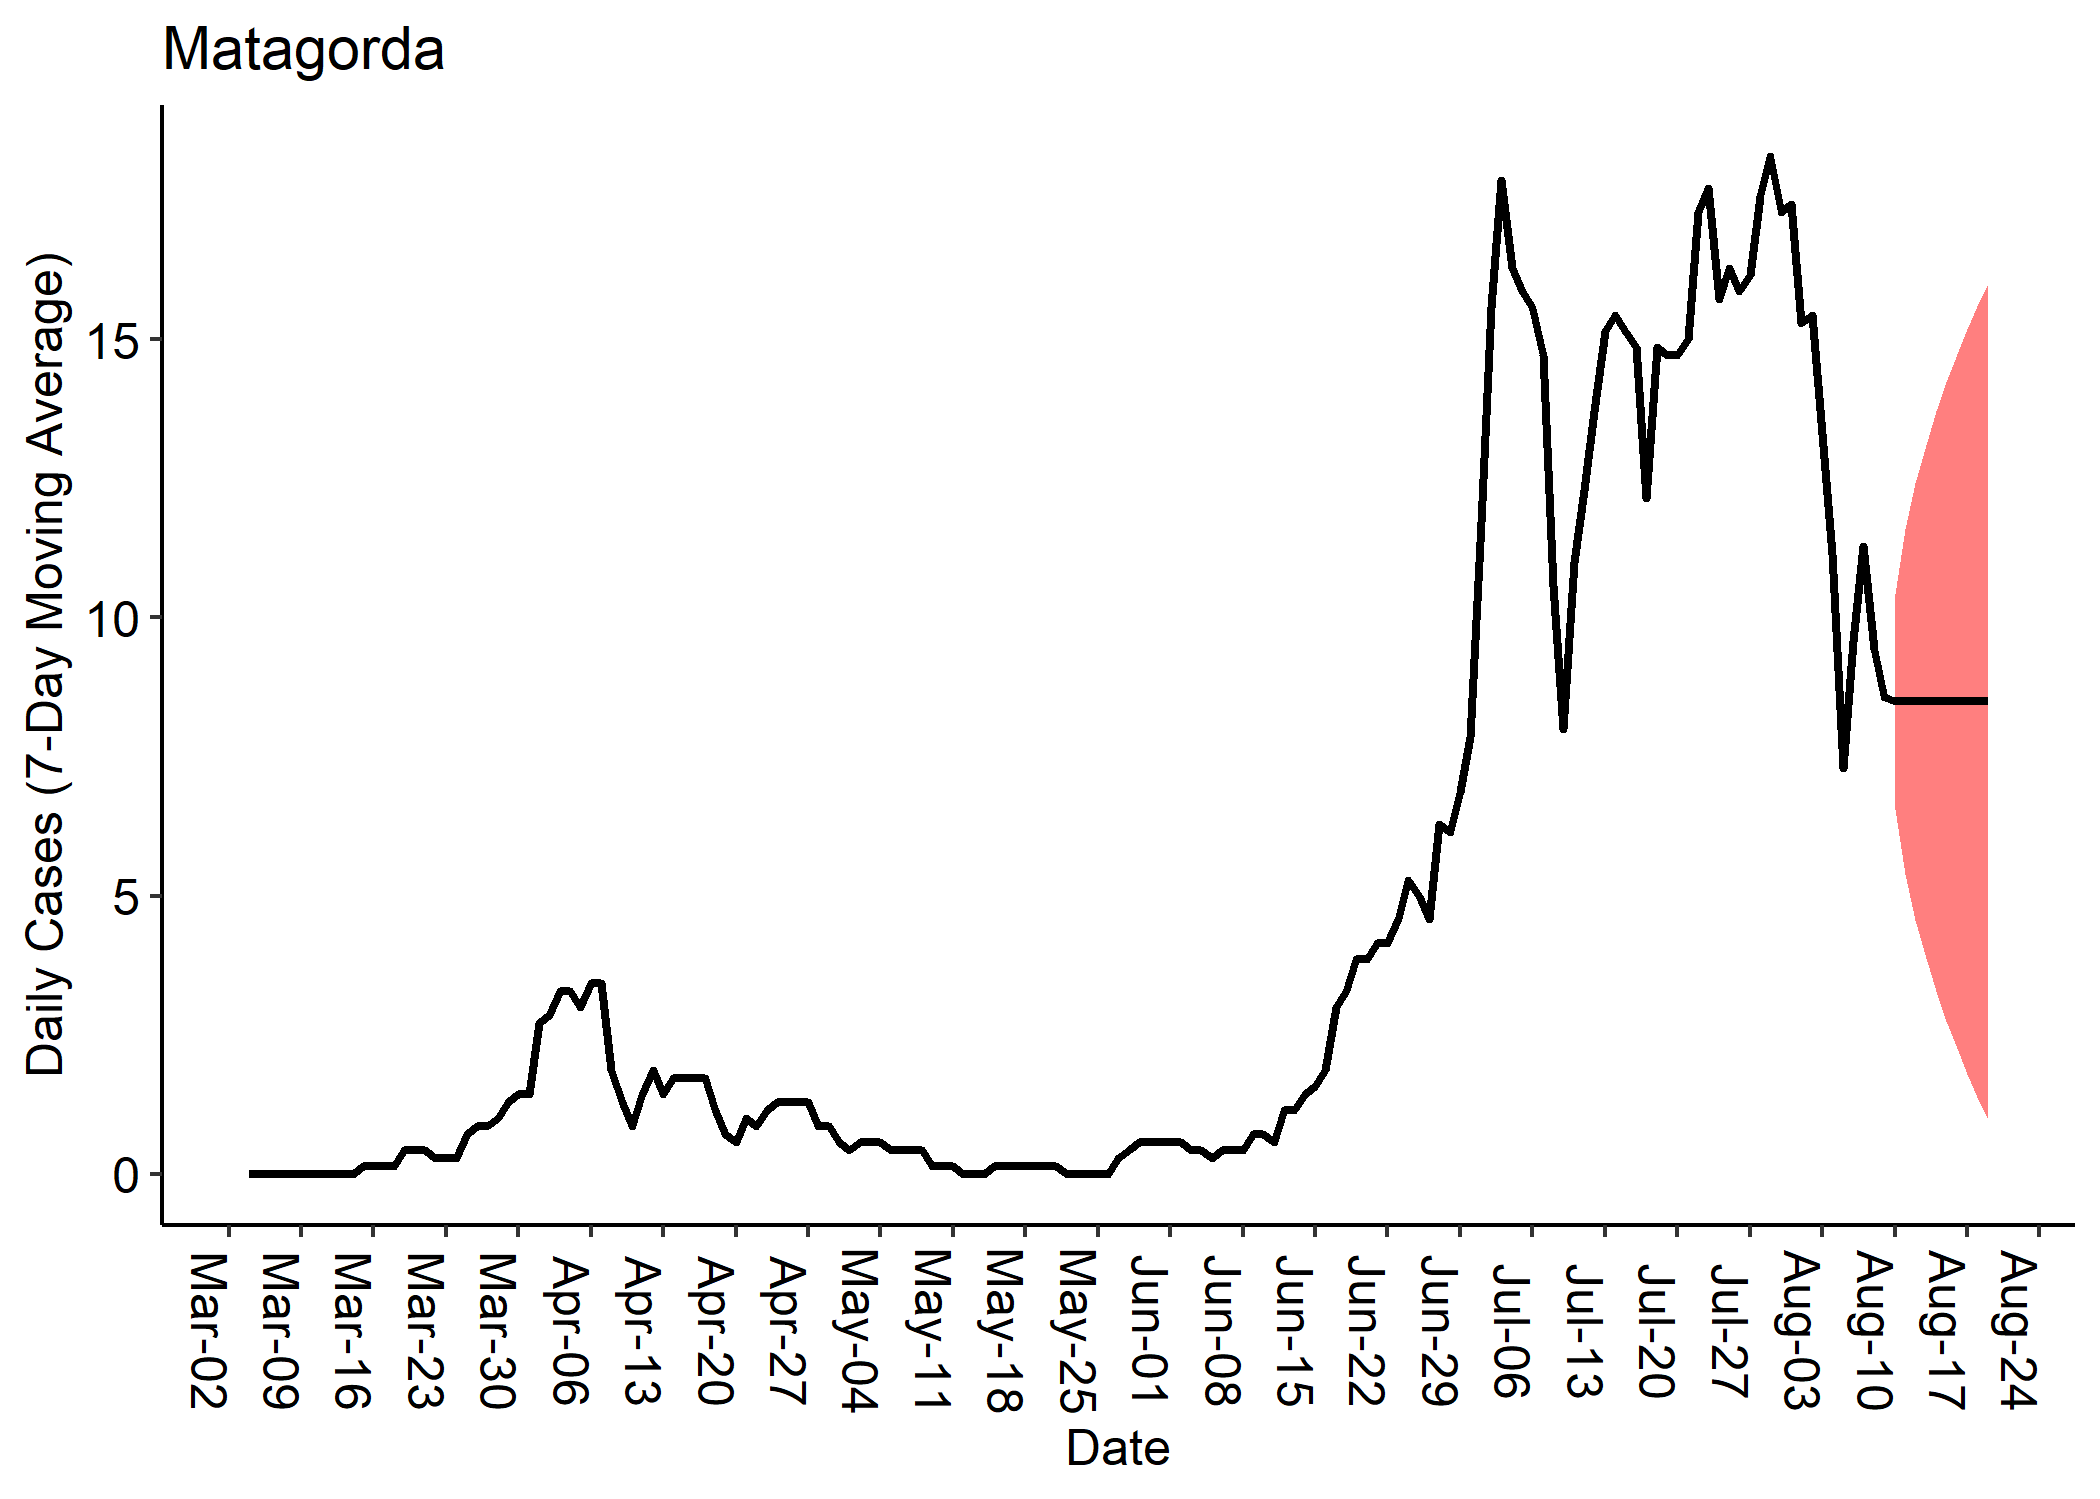 Matagorda
Daily Cases (7-Day Moving Average)
15
10
5
0
Mar-02
Mar-09
Mar-16
Mar-23
Mar-30
Apr-06
Apr-13
Apr-20
Apr-27
May-04
May-11
May-18
May-25
Jun-01
Jun-08
Jun-15
Jun-22
Jun-29
Jul-06
Jul-13
Jul-20
Jul-27
Aug-03
Aug-10
Aug-17
Aug-24
Date